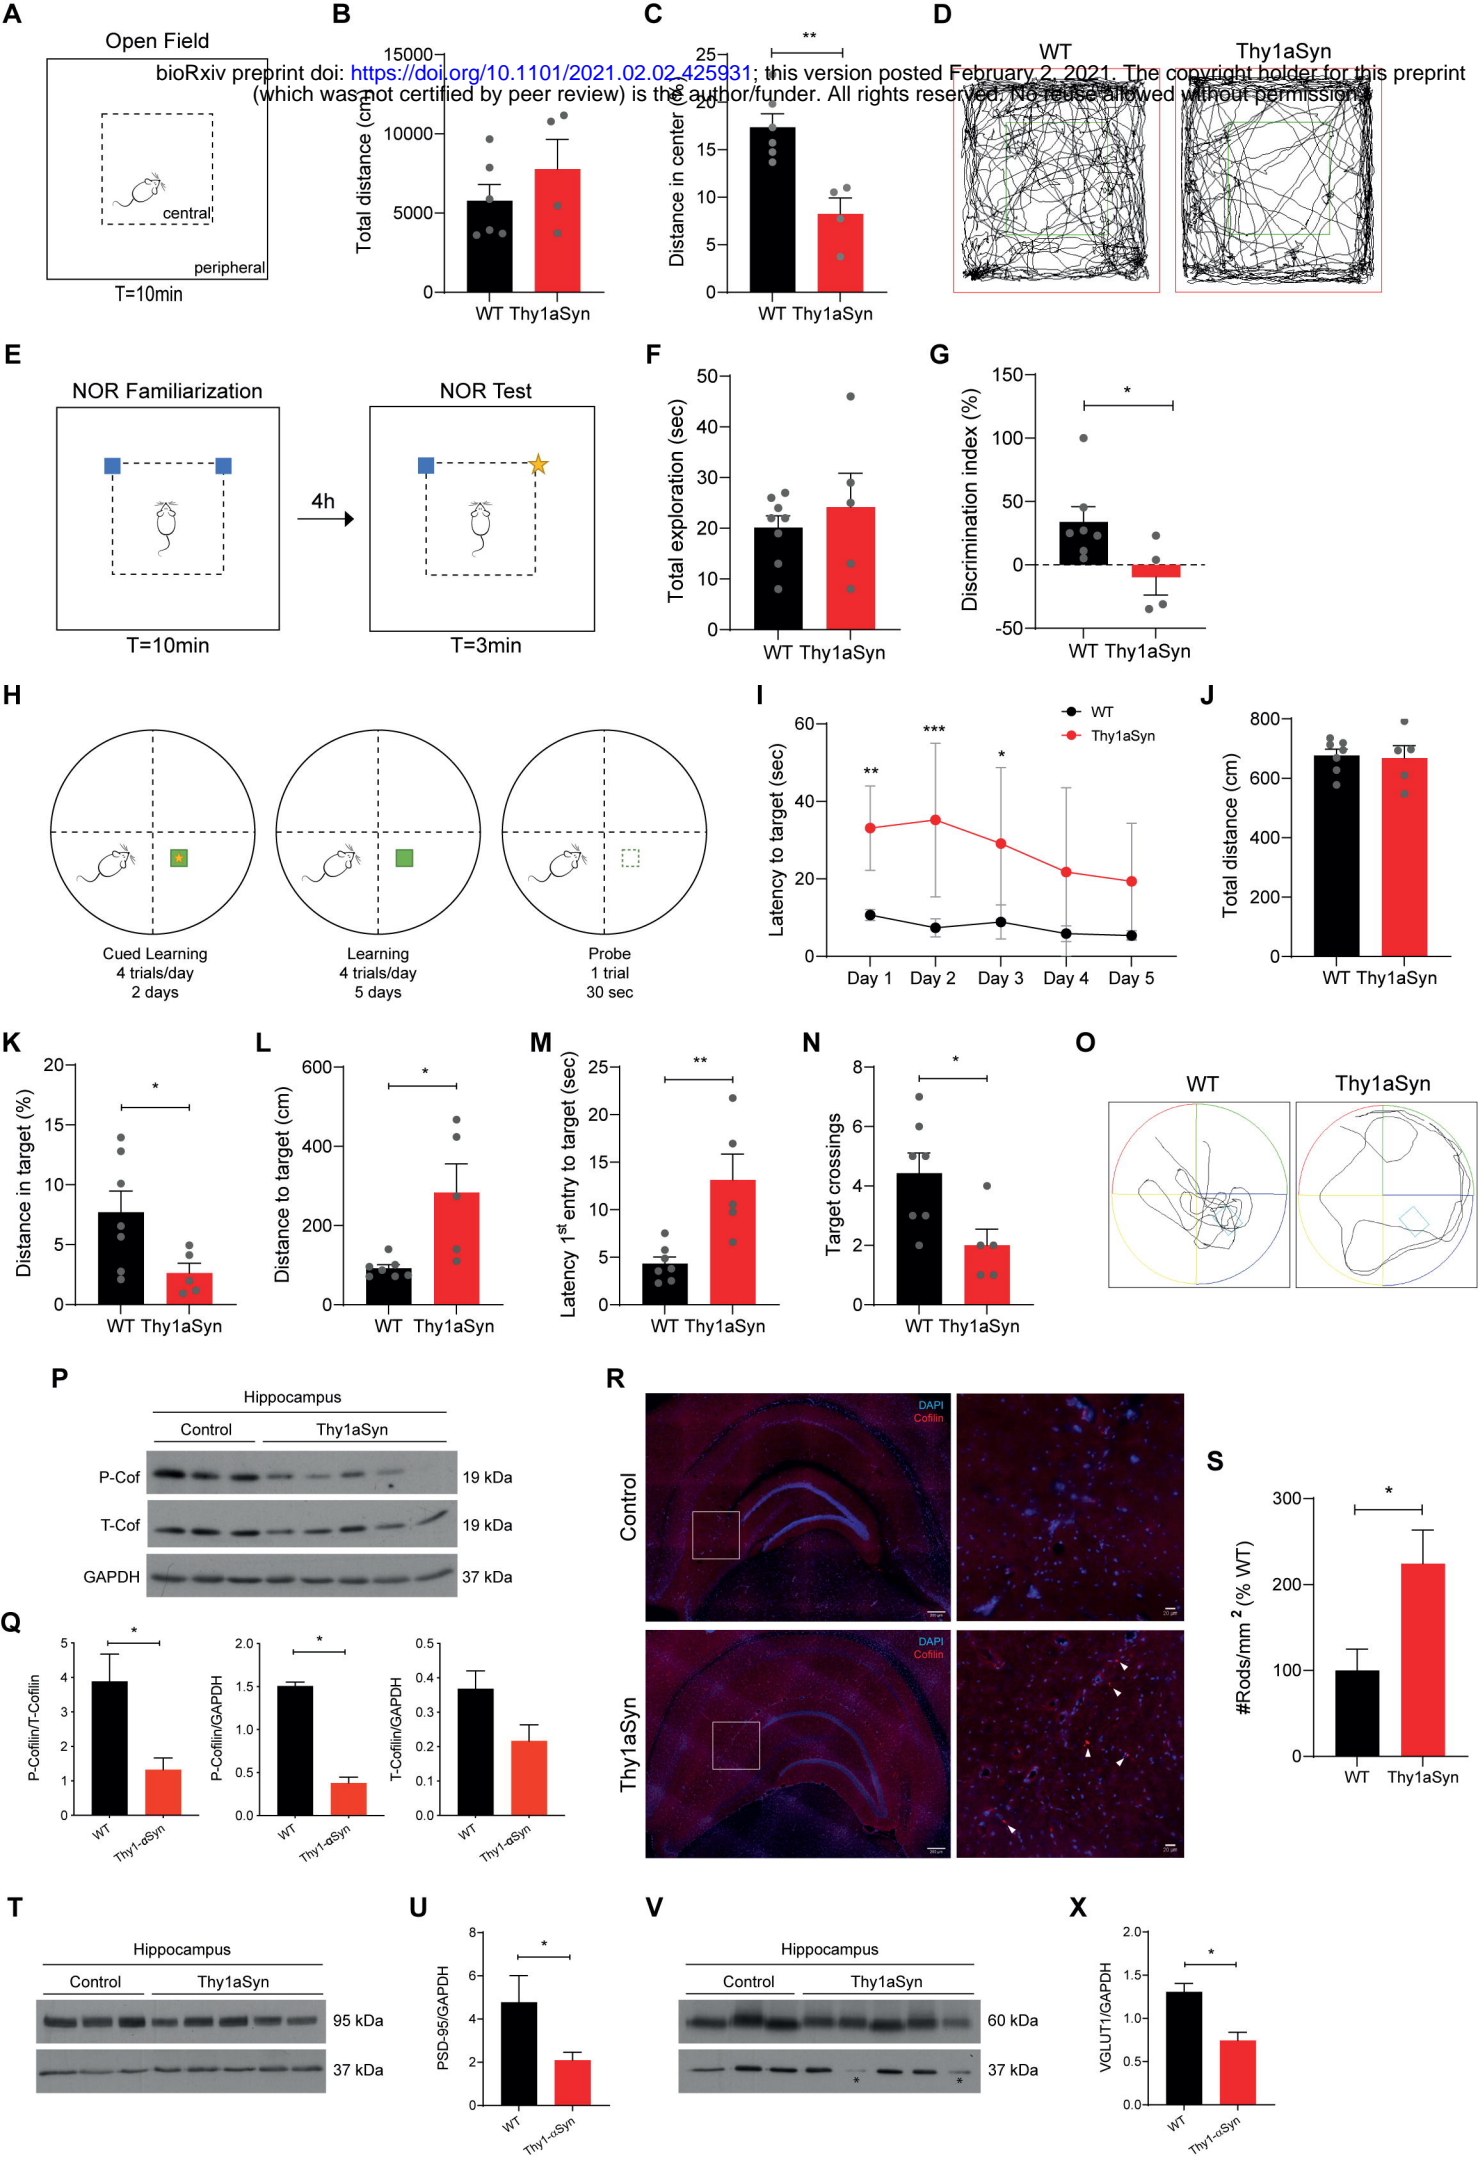 A
B
C
D
Open Field
WT
Thy1aSyn
bioRxiv preprint doi: https://doi.org/10.1101/2021.02.02.425931; this version posted February 2, 2021. The copyright holder for this preprint
(which was not certified by peer review) is the author/funder. All rights reserved. No reuse allowed without permission.
central
peripheral
T=10min
Total distance (cm)
15000
10000
5000
0
WT Thy1aSyn
Distance in center (%)
25
20
15
10
5
0
**
WT Thy1aSyn
E
F
G
NOR Familiarization
NOR Test
4h
T=10min
T=3min
Total exploration (sec)
50
40
30
20
10
0
WT Thy1aSyn
Discrimination index (%)
150
100
50
0
-50
*
WT Thy1aSyn
H
I
J
Cued Learning
4 trials/day
2 days
Learning
4 trials/day
5 days
Probe
1 trial
30 sec
Latency to target (sec)
60
40
20
0
**
***
*
WT
Thy1aSyn
Day 1 Day 2 Day 3 Day 4 Day 5
Total distance (cm)
800
600
400
200
0
WT Thy1aSyn
K
L
M
N
O
Distance in target (%)
20
15
10
5
0
*
WT Thy1aSyn
Distance to target (cm)
600
400
200
0
*
WT Thy1aSyn
Latency 1st entry to target (sec)
25
20
15
10
5
0
**
WT Thy1aSyn
Target crossings
8
6
4
2
0
*
WT Thy1aSyn
WT
Thy1aSyn
P
R
S
Hippocampus
Control
Thy1aSyn
P-Cof
19 kDa
T-Cof
19 kDa
GAPDH
37 kDa
Q
P-Cofilin/T-Cofilin
5
4
3
2
1
0
*
WT
Thy1-αSyn
P-Cofilin/GAPDH
2.0
1.5
1.0
0.5
0.0
*
WT
Thy1-αSyn
T-Cofilin/GAPDH
0.5
0.4
0.3
0.2
0.1
0.0
WT
Thy1-αSyn
Control
DAPI
Cofilin
20 µm
Thy1aSyn
DAPI
Cofilin
20 µm
#Rods/mm 2 (% WT)
300
200
100
0
*
WT Thy1aSyn
T
U
V
X
Hippocampus
Control
Thy1aSyn
95 kDa
37 kDa
PSD-95/GAPDH
8
6
4
2
0
*
WT
Thy1-αSyn
Hippocampus
Control
Thy1aSyn
60 kDa
37 kDa
*
*
VGLUT1/GAPDH
2.0
1.5
1.0
0.5
0.0
*
WT
Thy1-αSyn